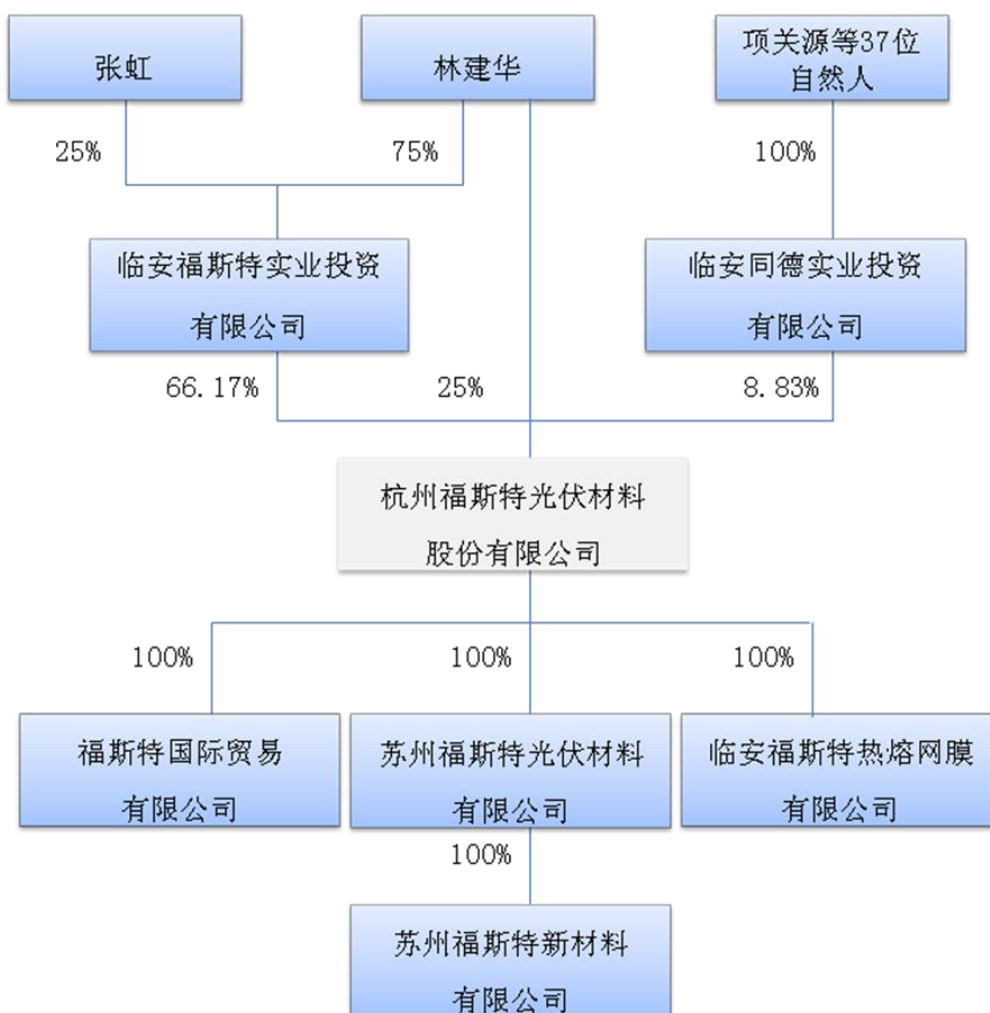 张虹
林建华
项关源等37位
自然人
25%
75%
100%
临安福斯特实业投资
有限公司
临安同德实业投资
有限公司
66.17%
25%
8.83%
杭州福斯特光伏材料
股份有限公司
100%
100%
100%
福斯特国际贸易
有限公司
苏州福斯特光伏材料
有限公司
临安福斯特热熔网膜
有限公司
100%
苏州福斯特新材料
有限公司